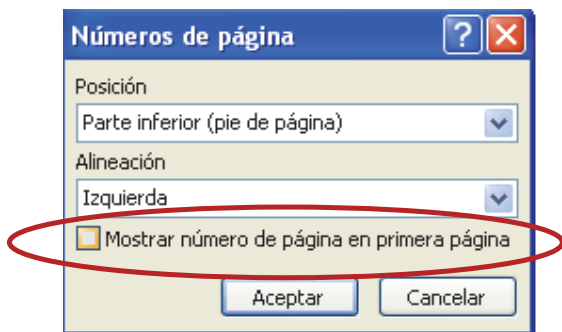 Números de página
Posición
Parte inferior (pie de página)
Alineación
Izquierda
Mostrar número de página en primera página
Aceptar Cancelar